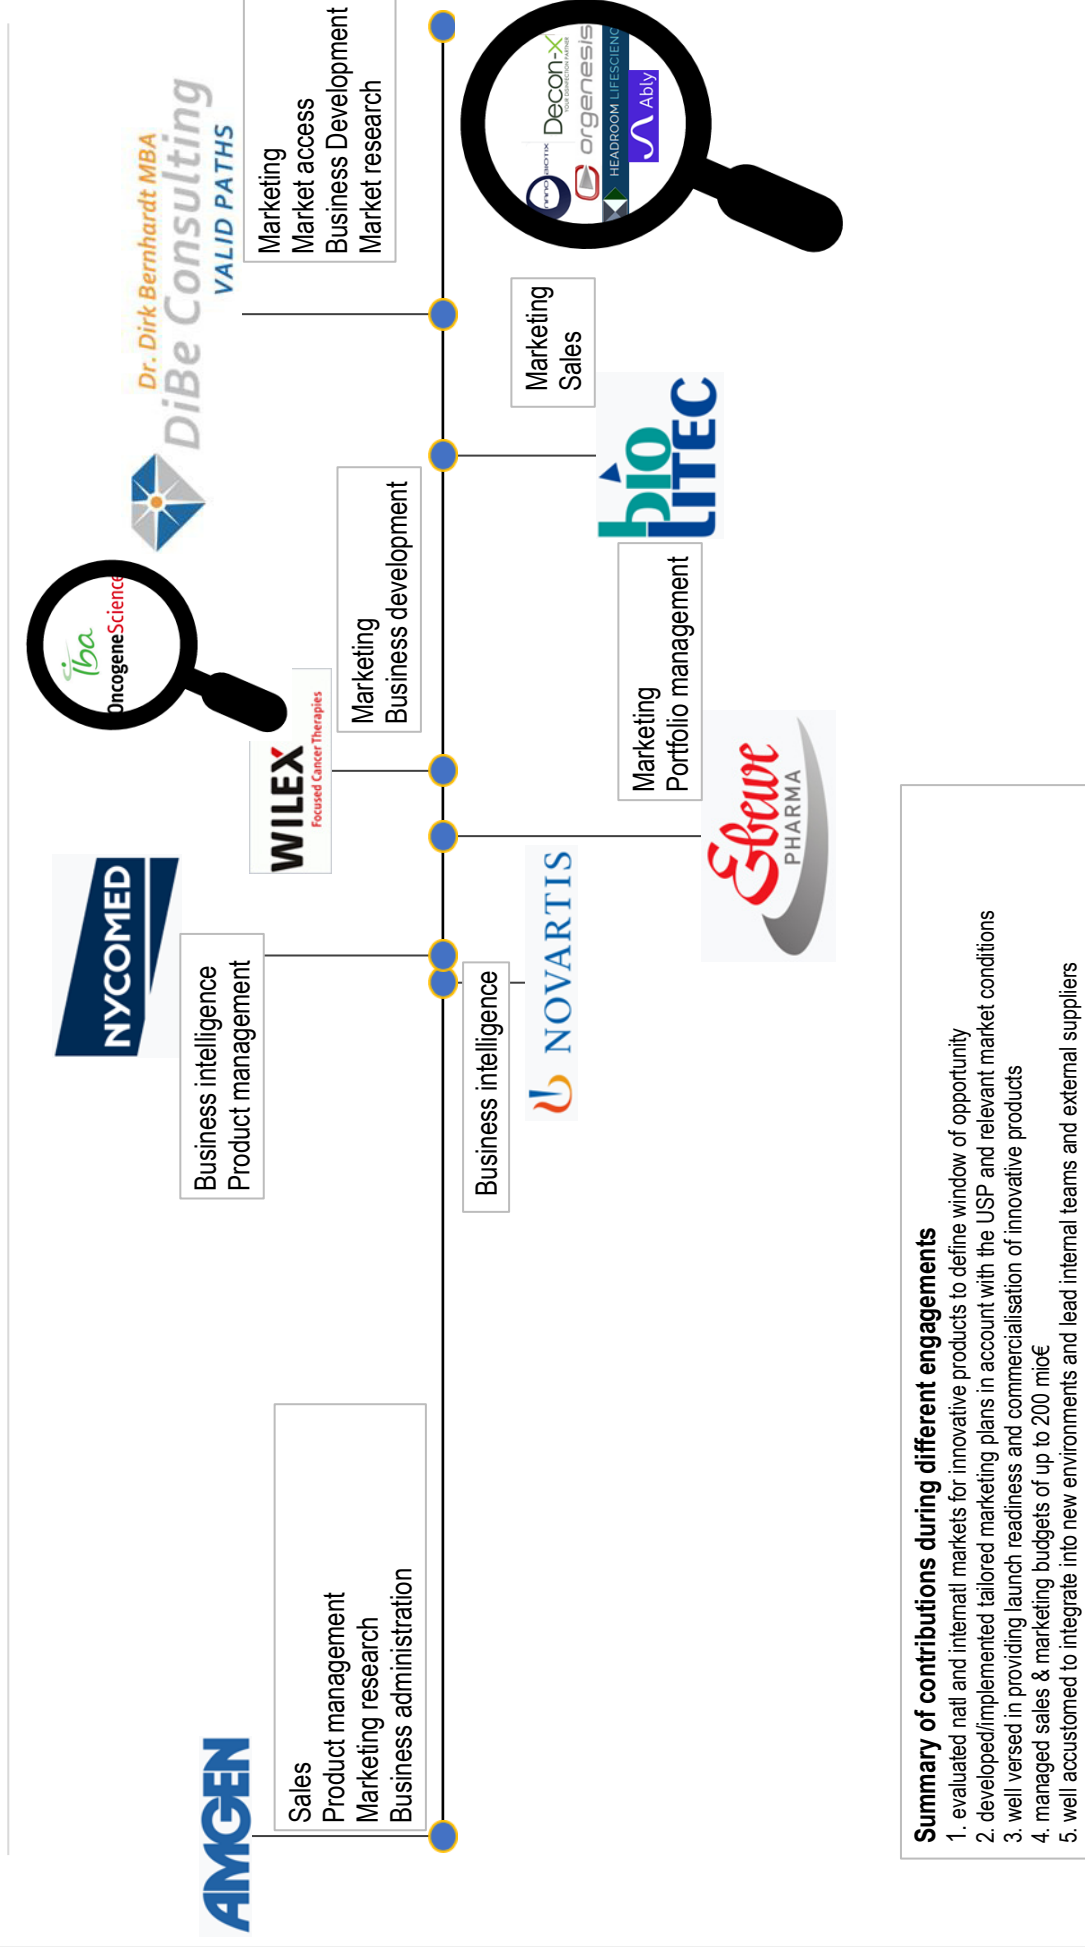 AMGEN
Sales
Product management
Marketing research
Business administration
NYCOMED
Business intelligence
Product management
Business intelligence
NOVARTIS
Ebewe
PHARMA
Marketing
Portfolio management
WILEX
Focused Cancer Therapies
iba
OncogeneScience
Marketing
Business development
bio
LITEC
Marketing
Sales
Dr. Dirk Bernhardt MBA
DiBe Consulting
VALID PATHS
Marketing
Market access
Business Development
Market research
Decon-X
YOUR DISINFECTION PARTNER
orgenesis
HEADROOM LIFESCIENC
Ably
Summary of contributions during different engagements
1. evaluated natl and internatl markets for innovative products to define window of opportunity
2. developed/implemented tailored marketing plans in account with the USP and relevant market conditions
3. well versed in providing launch readiness and commercialisation of innovative products
4. managed sales & marketing budgets of up to 200 mio€
5. well accustomed to integrate into new environments and lead internal teams and external suppliers